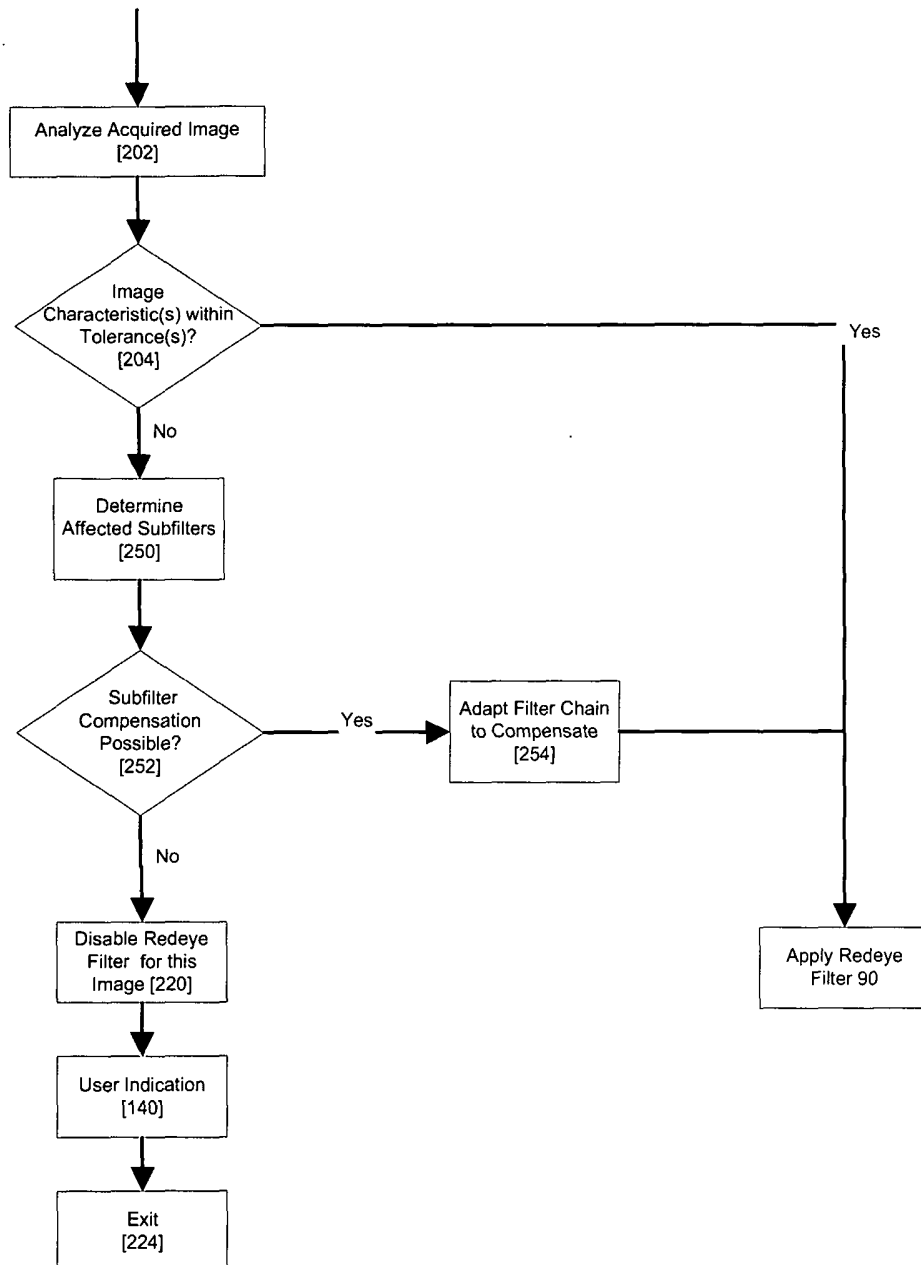 Analyze Acquired Image
[202]
Image
Characteristic(s) within
Tolerance(s)?
[204]
Yes
No
Determine
Affected Subfilters
[250]
Subfilter
Compensation
Possible?
[252]
Yes
Adapt Filter Chain
to Compensate
[254]
No
Disable Redeye
Filter for this
Image [220]
Apply Redeye
Filter 90
User Indication
[140]
Exit
[224]